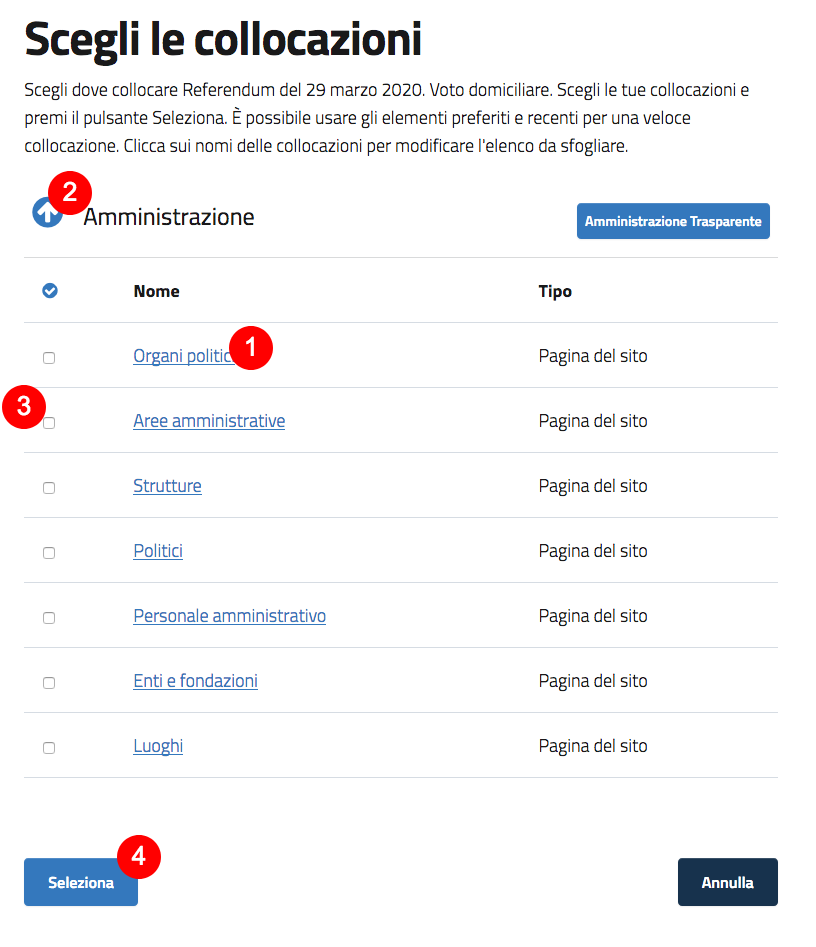 Scegli le collocazioni
Scegli dove collocare Referendum del 29 marzo 2020. Voto domiciliare. Scegli le tue collocazioni e
premi il pulsante Seleziona. È possibile usare gli elementi preferiti e recenti per una veloce
collocazione. Clicca sui nomi delle collocazioni per modificare l'elenco da sfogliare.
2
Amministrazione Amministrazione Trasparente
Nome Tipo
Organi politic 1 Pagina del sito
3
Aree amministrative Pagina del sito
Strutture Pagina del sito
Politici Pagina del sito
Personale amministrativo Pagina del sito
Enti e fondazioni Pagina del sito
Luoghi Pagina del sito
4
Seleziona Annulla